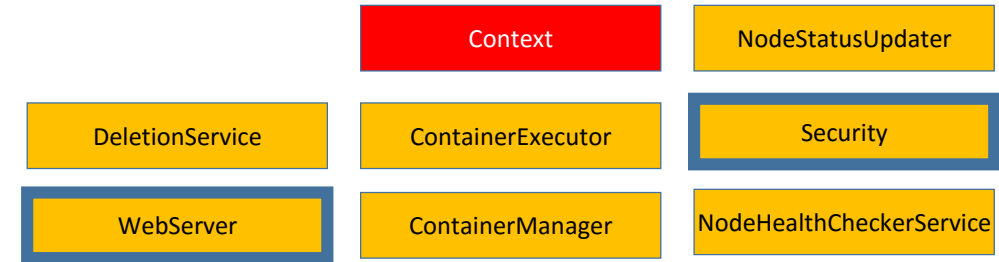 Context
NodeStatusUpdater
DeletionService
ContainerExecutor
Security
WebServer
ContainerManager
NodeHealthCheckerService